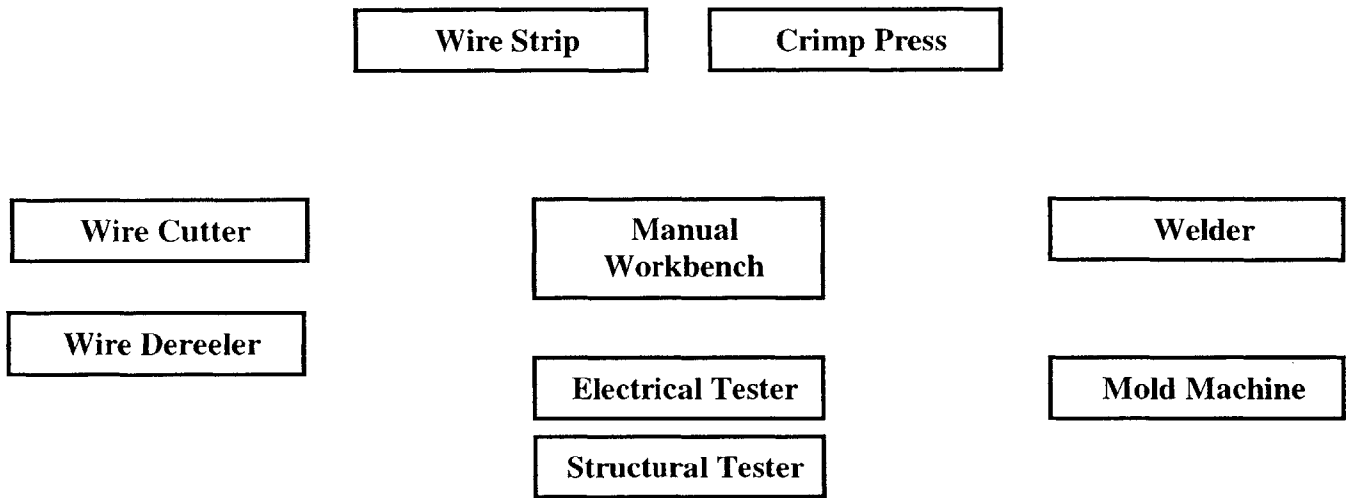 Wire Strip
Crimp Press
Wire Cutter
Manual
Workbench
Welder
Wire Dereeler
Electrical Tester
Mold Machine
Structural Tester